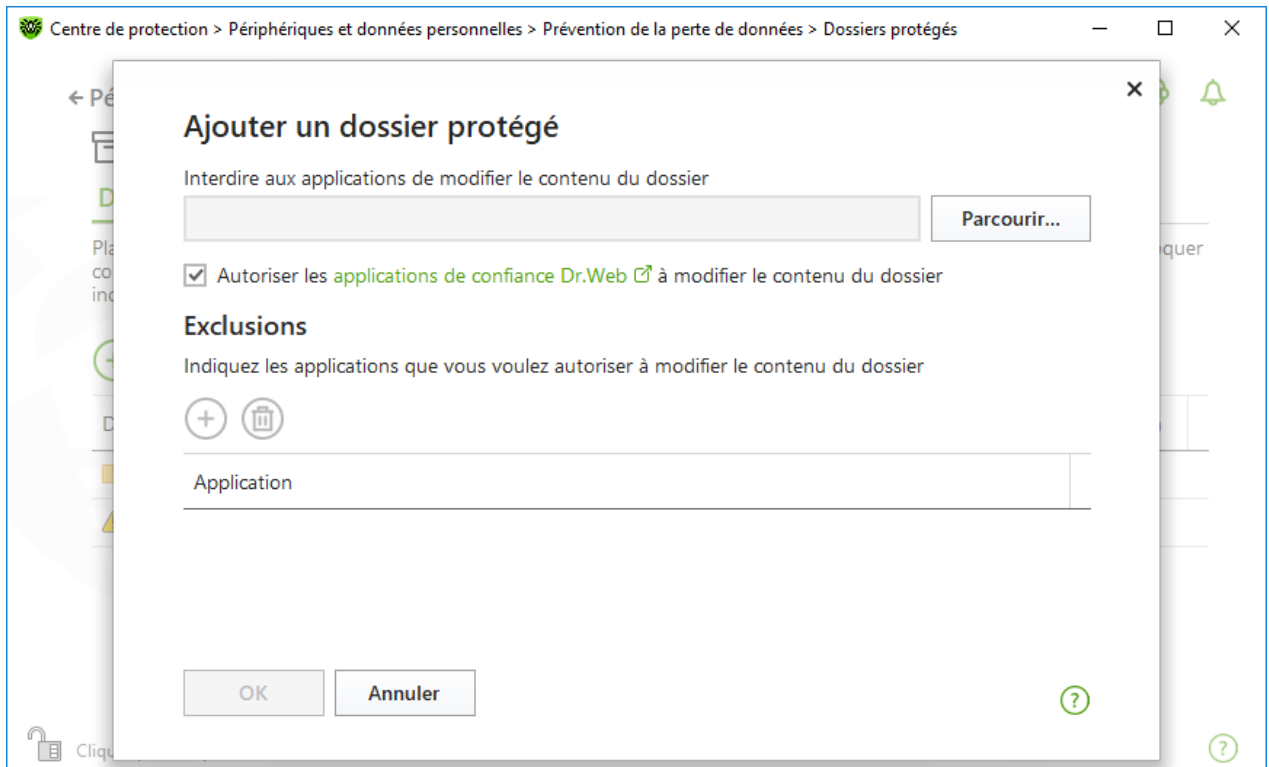 Centre de protection > Périphériques et données personnelles > Prévention de la perte de données > Dossiers protégés
Ajouter un dossier protégé
Interdire aux applications de modifier le contenu du dossier
Parcourir...
Autoriser les applications de confiance Dr.Web à modifier le contenu du dossier
Exclusions
Indiquez les applications que vous voulez autoriser à modifier le contenu du dossier
Application
OK
Annuler
?
?